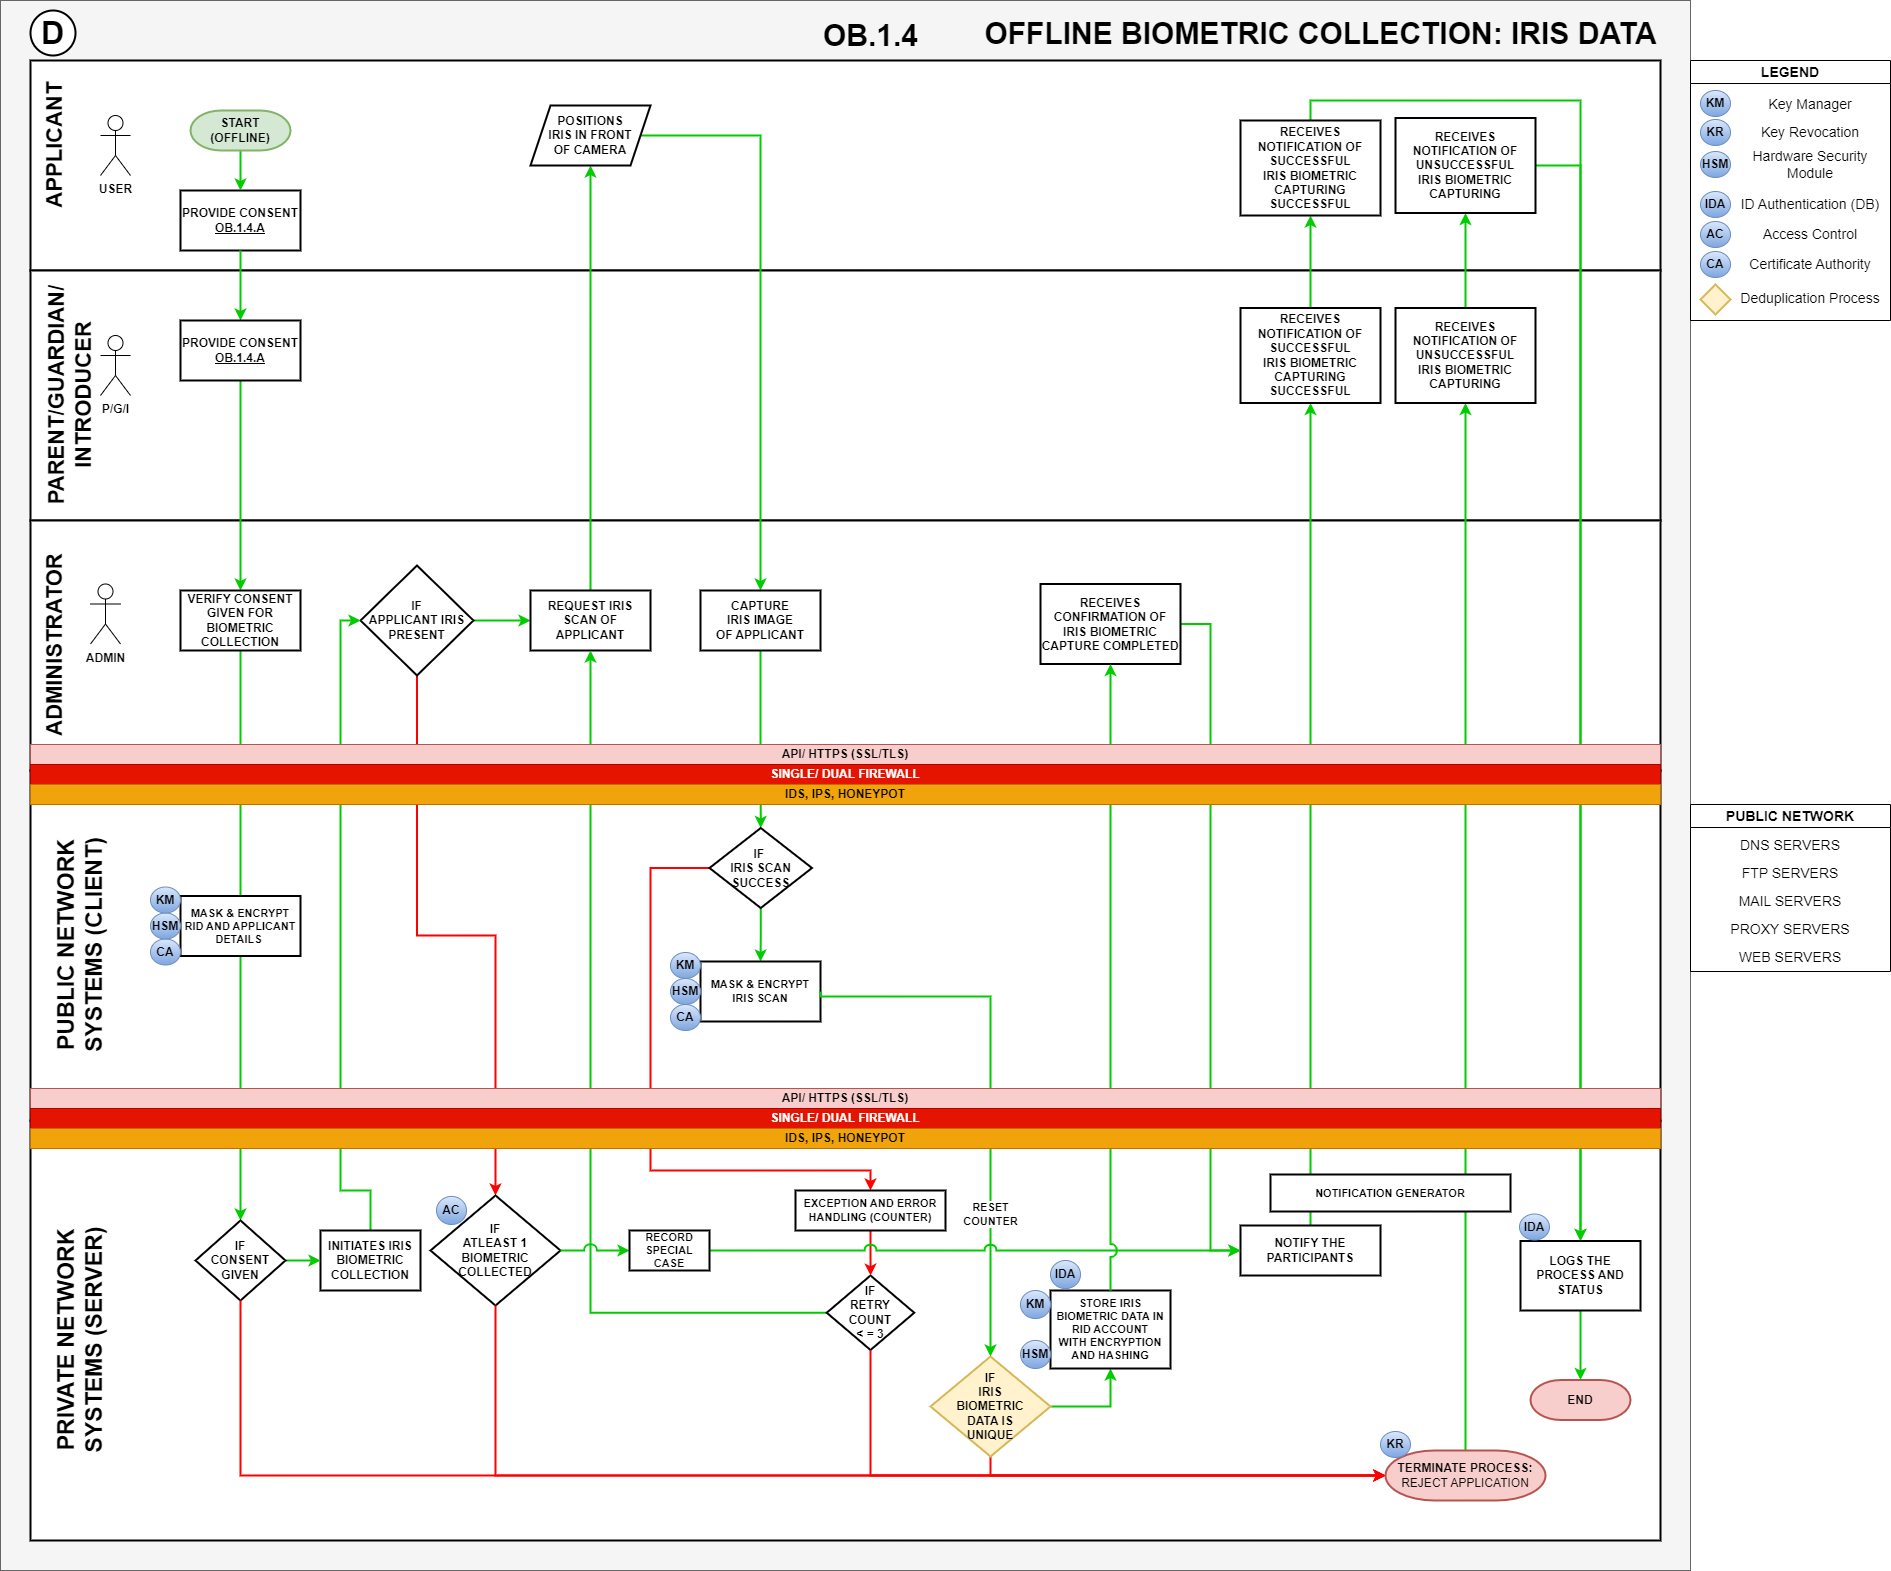 D
OB.1.4
OFFLINE BIOMETRIC COLLECTION: IRIS DATA
APPLICANT
USER
START
(OFFLINE)
PROVIDE CONSENT
OB.1.4.A
POSITIONS
IRIS IN FRONT
OF CAMERA
RECEIVES
NOTIFICATION OF
SUCCESSFUL
IRIS BIOMETRIC
CAPTURING
SUCCESSFUL
RECEIVES
NOTIFICATION OF
UNSUCCESSFUL
IRIS BIOMETRIC
CAPTURING
PARENT/GUARDIAN/
INTRODUCER
P/G/I
PROVIDE CONSENT
OB.1.4.A
RECEIVES
NOTIFICATION OF
SUCCESSFUL
IRIS BIOMETRIC
CAPTURING
SUCCESSFUL
RECEIVES
NOTIFICATION OF
UNSUCCESSFUL
IRIS BIOMETRIC
CAPTURING
ADMINISTRATOR
ADMIN
VERIFY CONSENT
GIVEN FOR
BIOMETRIC
COLLECTION
IF
APPLICANT IRIS
PRESENT
REQUEST IRIS
SCAN OF
APPLICANT
CAPTURE
IRIS IMAGE
OF APPLICANT
RECEIVES
CONFIRMATION OF
IRIS BIOMETRIC
CAPTURE COMPLETED
API/ HTTPS (SSL/TLS)
SINGLE/ DUAL FIREWALL
IDS, IPS, HONEYPOT
PUBLIC NETWORK
SYSTEMS (CLIENT)
KM
HSM
CA
MASK & ENCRYPT
RID AND APPLICANT
DETAILS
IF
IRIS SCAN
SUCCESS
KM
HSM
CA
MASK & ENCRYPT
IRIS SCAN
API/ HTTPS (SSL/TLS)
SINGLE/ DUAL FIREWALL
IDS, IPS, HONEYPOT
PRIVATE NETWORK
SYSTEMS (SERVER)
IF
CONSENT
GIVEN
INITIATES IRIS
BIOMETRIC
COLLECTION
AC
IF
ATLEAST 1
BIOMETRIC
COLLECTED
RECORD
SPECIAL
CASE
EXCEPTION AND ERROR
HANDLING (COUNTER)
IF
RETRY
COUNT
< = 3
RESET
COUNTER
IF
IRIS
BIOMETRIC
DATA IS
UNIQUE
IDA
KM
HSM
STORE IRIS
BIOMETRIC DATA IN
RID ACCOUNT
WITH ENCRYPTION
AND HASHING
NOTIFICATION GENERATOR
NOTIFY THE
PARTICIPANTS
IDA
LOGS THE
PROCESS AND
STATUS
END
KR
TERMINATE PROCESS:
REJECT APPLICATION
LEGEND
KM Key Manager
KR Key Revocation
HSM Hardware Security
Module
IDA ID Authentication (DB)
AC Access Control
CA Certificate Authority
Deduplication Process
PUBLIC NETWORK
DNS SERVERS
FTP SERVERS
MAIL SERVERS
PROXY SERVERS
WEB SERVERS